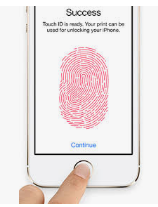 Success
Touch ID is ready. Your print can be
used for unlocking your iPhone.
Continue